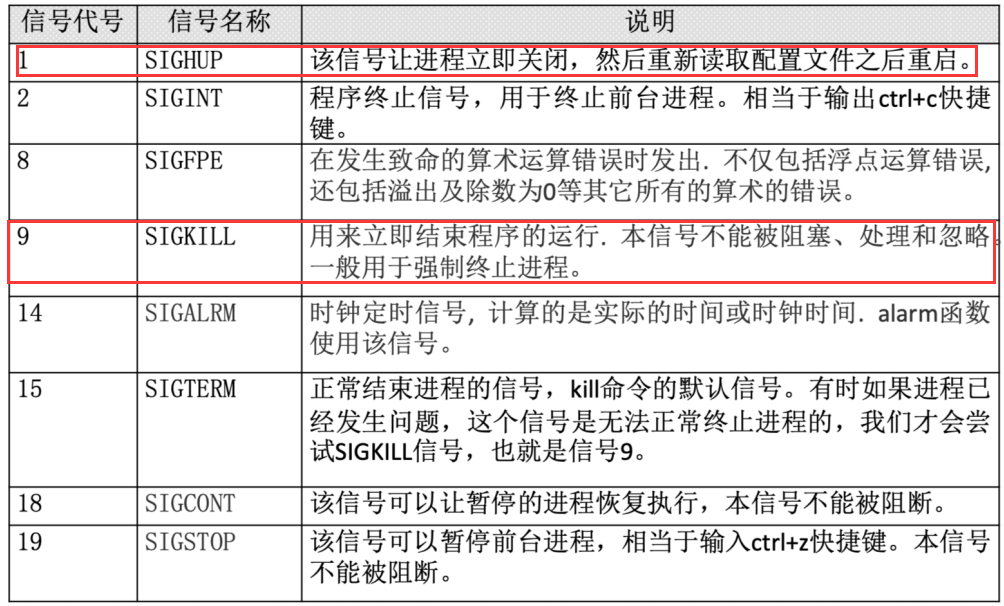 信号代号 信号名称 说明
1 SIGHUP 该信号让进程立即关闭，然后重新读取配置文件之后重启。
2 SIGINT 程序终止信号，用于终止前台进程。相当于输出ctrl+c快捷
键。
8 SIGFPE 在发生致命的算术运算错误时发出. 不仅包括浮点运算错误,
还包括溢出及除数为0等其它所有的算术的错误。
9 SIGKILL 用来立即结束程序的运行. 本信号不能被阻塞、处理和忽略。
一般用于强制终止进程。
14 SIGALRM 时钟定时信号, 计算的是实际的时间或时钟时间. alarm函数
使用该信号。
15 SIGTERM 正常结束进程的信号，kill命令的默认信号。有时如果进程已
经发生问题，这个信号是无法正常终止进程的，我们才会尝
试SIGKILL信号，也就是信号9。
18 SIGCONT 该信号可以让暂停的进程恢复执行，本信号不能被阻断。
19 SIGSTOP 该信号可以暂停前台进程，相当于输入ctrl+z快捷键。本信号
不能被阻断。